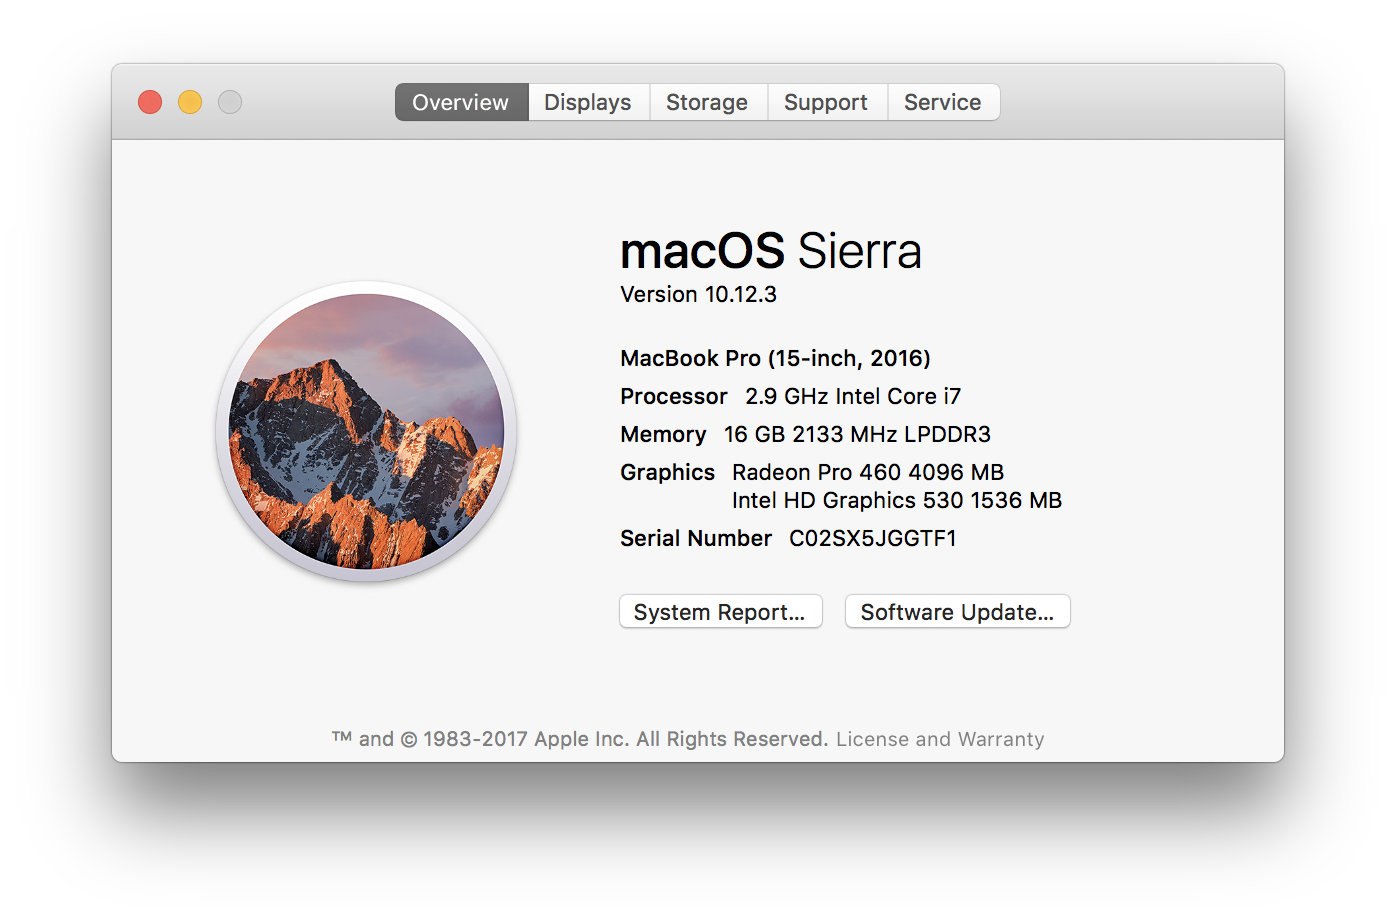 Overview Displays Storage Support Service
macOS Sierra
Version 10.12.3
MacBook Pro (15-inch, 2016)
Processor 2.9 GHz Intel Core i7
Memory 16 GB 2133 MHz LPDDR3
Graphics Radeon Pro 460 4096 MB
Intel HD Graphics 530 1536 MB
Serial Number C02SX5JGGTF1
System Report... Software Update...
™ and © 1983-2017 Apple Inc. All Rights Reserved. License and Warranty